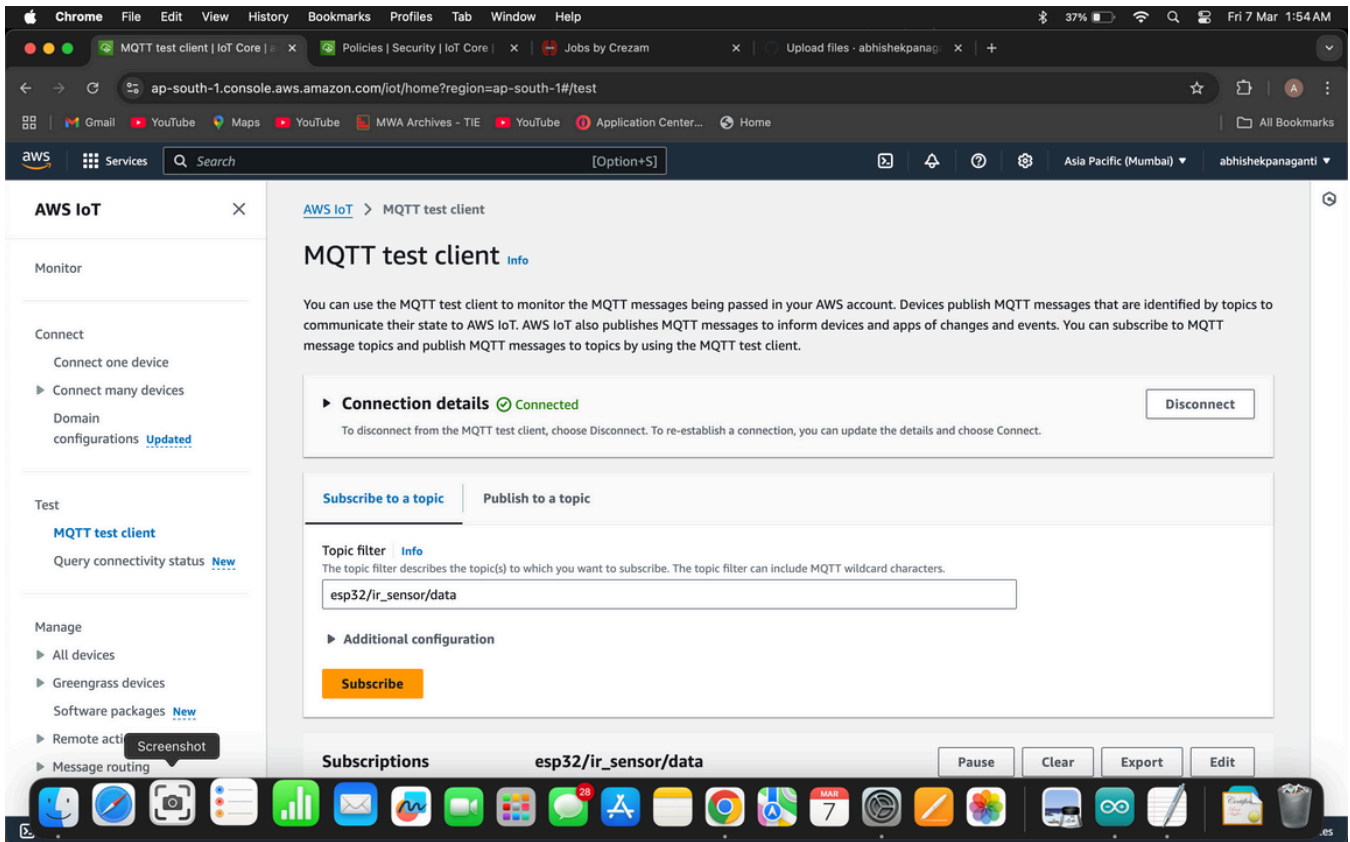 Chrome File Edit View History Bookmarks Profiles Tab Window Help 37% Fri 7 Mar 1:54 AM
MQTT test client | IoT Core | a Policies | Security | IoT Core | Jobs by Crezam Upload files · abhishekpanag
ap-south-1.console.aws.amazon.com/iot/home?region=ap-south-1#/test A
Gmail YouTube Maps YouTube MWA Archives - TIE YouTube Application Center... Home All Bookmarks
aws Services Search [Option+S] Asia Pacific (Mumbai) abhishekpanaganti
AWS IoT
Monitor
Connect
Connect one device
Connect many devices
Domain
configurations Updated
Test
MQTT test client
Query connectivity status New
Manage
All devices
Greengrass devices
Software packages New
Remote acti
Message routing
Screenshot
AWS IoT > MQTT test client
MQTT test client Info
You can use the MQTT test client to monitor the MQTT messages being passed in your AWS account. Devices publish MQTT messages that are identified by topics to
communicate their state to AWS IoT. AWS IoT also publishes MQTT messages to inform devices and apps of changes and events. You can subscribe to MQTT
message topics and publish MQTT messages to topics by using the MQTT test client.
Connection details Connected Disconnect
To disconnect from the MQTT test client, choose Disconnect. To re-establish a connection, you can update the details and choose Connect.
Subscribe to a topic Publish to a topic
Topic filter Info
The topic filter describes the topic(s) to which you want to subscribe. The topic filter can include MQTT wildcard characters.
esp32/ir_sensor/data
Additional configuration
Subscribe
Subscriptions esp32/ir_sensor/data Pause Clear Export Edit
28
MAR
7
es